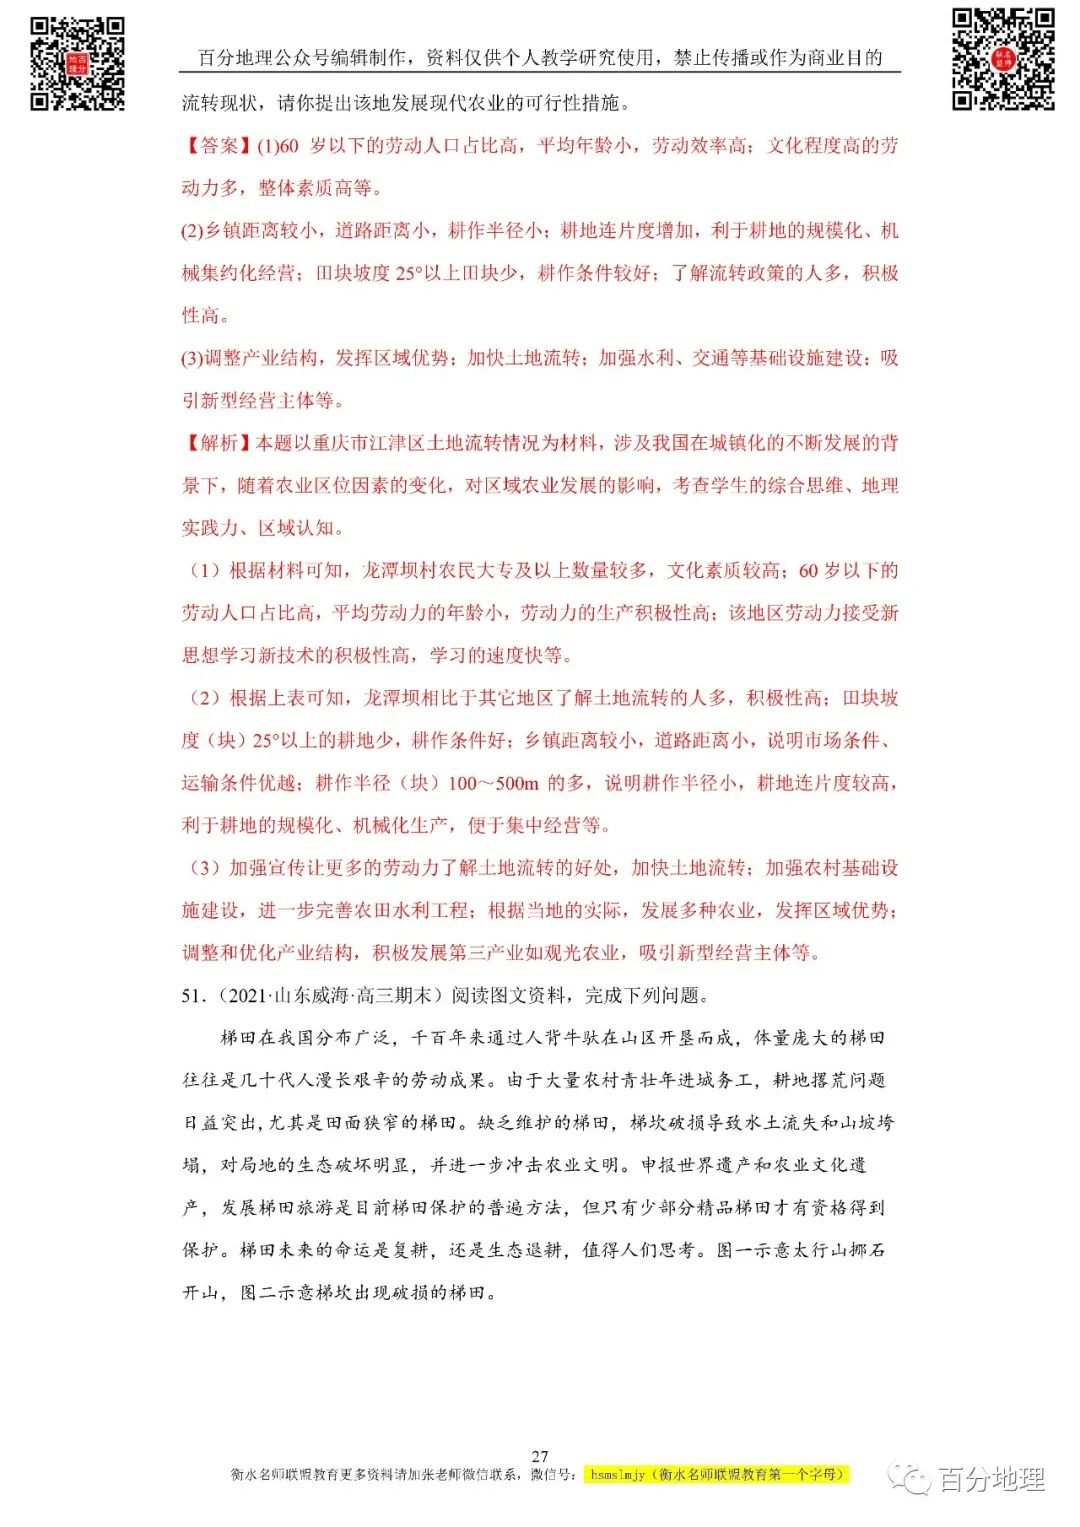 百分地理公众号编辑制作，资料仅供个人教学研究使用，禁止传播或作为商业目的
流转现状，请你提出该地发展现代农业的可行性措施。
【答案】(1)60 岁以下的劳动人口占比高，平均年龄小，劳动效率高；文化程度高的劳
动力多，整体素质高等。
(2)乡镇距离较小，道路距离小，耕作半径小；耕地连片度增加，利于耕地的规模化、机
械集约化经营；田块坡度 25°以上田块少，耕作条件较好；了解流转政策的人多，积极
性高。
(3)调整产业结构，发挥区域优势；加快土地流转；加强水利、交通等基础设施建设；吸
引新型经营主体等。
【解析】本题以重庆市江津区土地流转情况为材料，涉及我国在城镇化的不断发展的背
景下，随着农业区位因素的变化，对区域农业发展的影响，考查学生的综合思维、地理
实践力、区域认知。
（1）根据材料可知，龙潭坝村农民大专及以上数量较多，文化素质较高；60 岁以下的
劳动人口占比高，平均劳动力的年龄小，劳动力的生产积极性高；该地区劳动力接受新
思想学习新技术的积极性高，学习的速度快等。
（2）根据上表可知，龙潭坝相比于其它地区了解土地流转的人多，积极性高；田块坡
度（块）25°以上的耕地少，耕作条件好；乡镇距离较小，道路距离小，说明市场条件、
运输条件优越；耕作半径（块）100～500m 的多，说明耕作半径小，耕地连片度较高，
利于耕地的规模化、机械化生产，便于集中经营等。
（3）加强宣传让更多的劳动力了解土地流转的好处，加快土地流转；加强农村基础设
施建设，进一步完善农田水利工程；根据当地的实际，发展多种农业，发挥区域优势；
调整和优化产业结构，积极发展第三产业如观光农业，吸引新型经营主体等。
51．（2021·山东威海·高三期末）阅读图文资料，完成下列问题。
梯田在我国分布广泛，千百年来通过人背牛驮在山区开垦而成，体量庞大的梯田
往往是几十代人漫长艰辛的劳动成果。由于大量农村青壮年进城务工，耕地撂荒问题
日益突出,尤其是田面狭窄的梯田。缺乏维护的梯田，梯坎破损导致水土流失和山坡垮
塌，对局地的生态破坏明显，并进一步冲击农业文明。申报世界遗产和农业文化遗
产，发展梯田旅游是目前梯田保护的普遍方法，但只有少部分精品梯田才有资格得到
保护。梯田未来的命运是复耕，还是生态退耕，值得人们思考。图一示意太行山掷石
开山，图二示意梯坎出现破损的梯田。
27
衡水名师联盟教育更多资料请加张老师微信联系，微信号： hsmslmjy（衡水名师联盟教育第一个字母）
百分地理